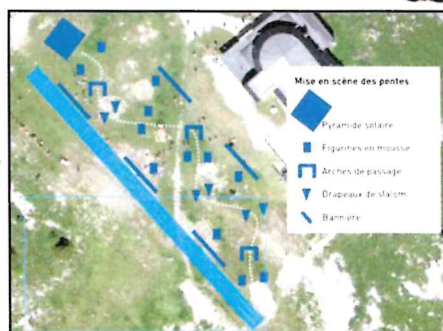 Mise en scène des pentes
Pyramide solaire
Figurines en mousse
Arches de passage
Drapeaux de slalom
Bannière